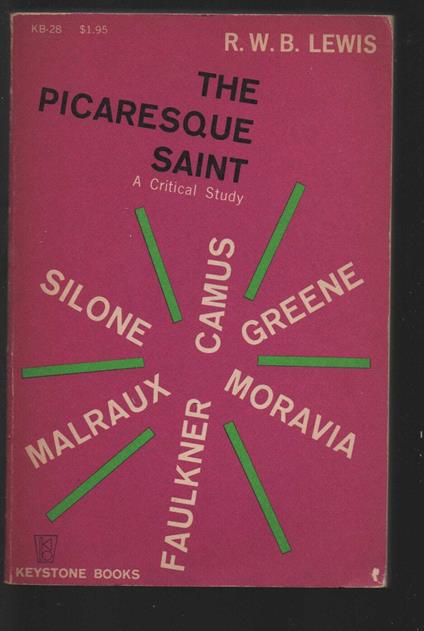 KB-28 $1.95
R. W. B. LEWIS
THE
PICARESQUE
SAINT
A Critical Study
SILONE
CAMUS
GREENE
MALRAUX
FAULKNER
MORAVIA
KEYSTONE BOOKS